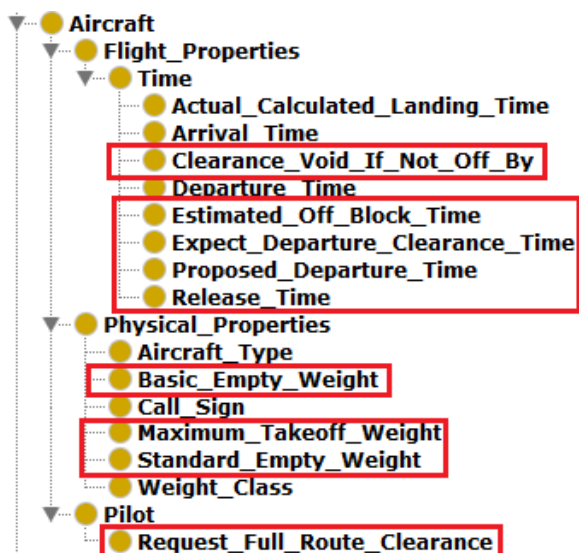 Aircraft
Flight_Properties
Time
Actual_Calculated_Landing_Time
Arrival_Time
Clearance_Void_If_Not_Off_By
Departure_Time
Estimated_Off_Block_Time
Expect_Departure_Clearance_Time
Proposed_Departure_Time
Release_Time
Physical_Properties
Aircraft_Type
Basic_Empty_Weight
Call_Sign
Maximum_Takeoff_Weight
Standard_Empty_Weight
Weight_Class
Pilot
Request_Full_Route_Clearance